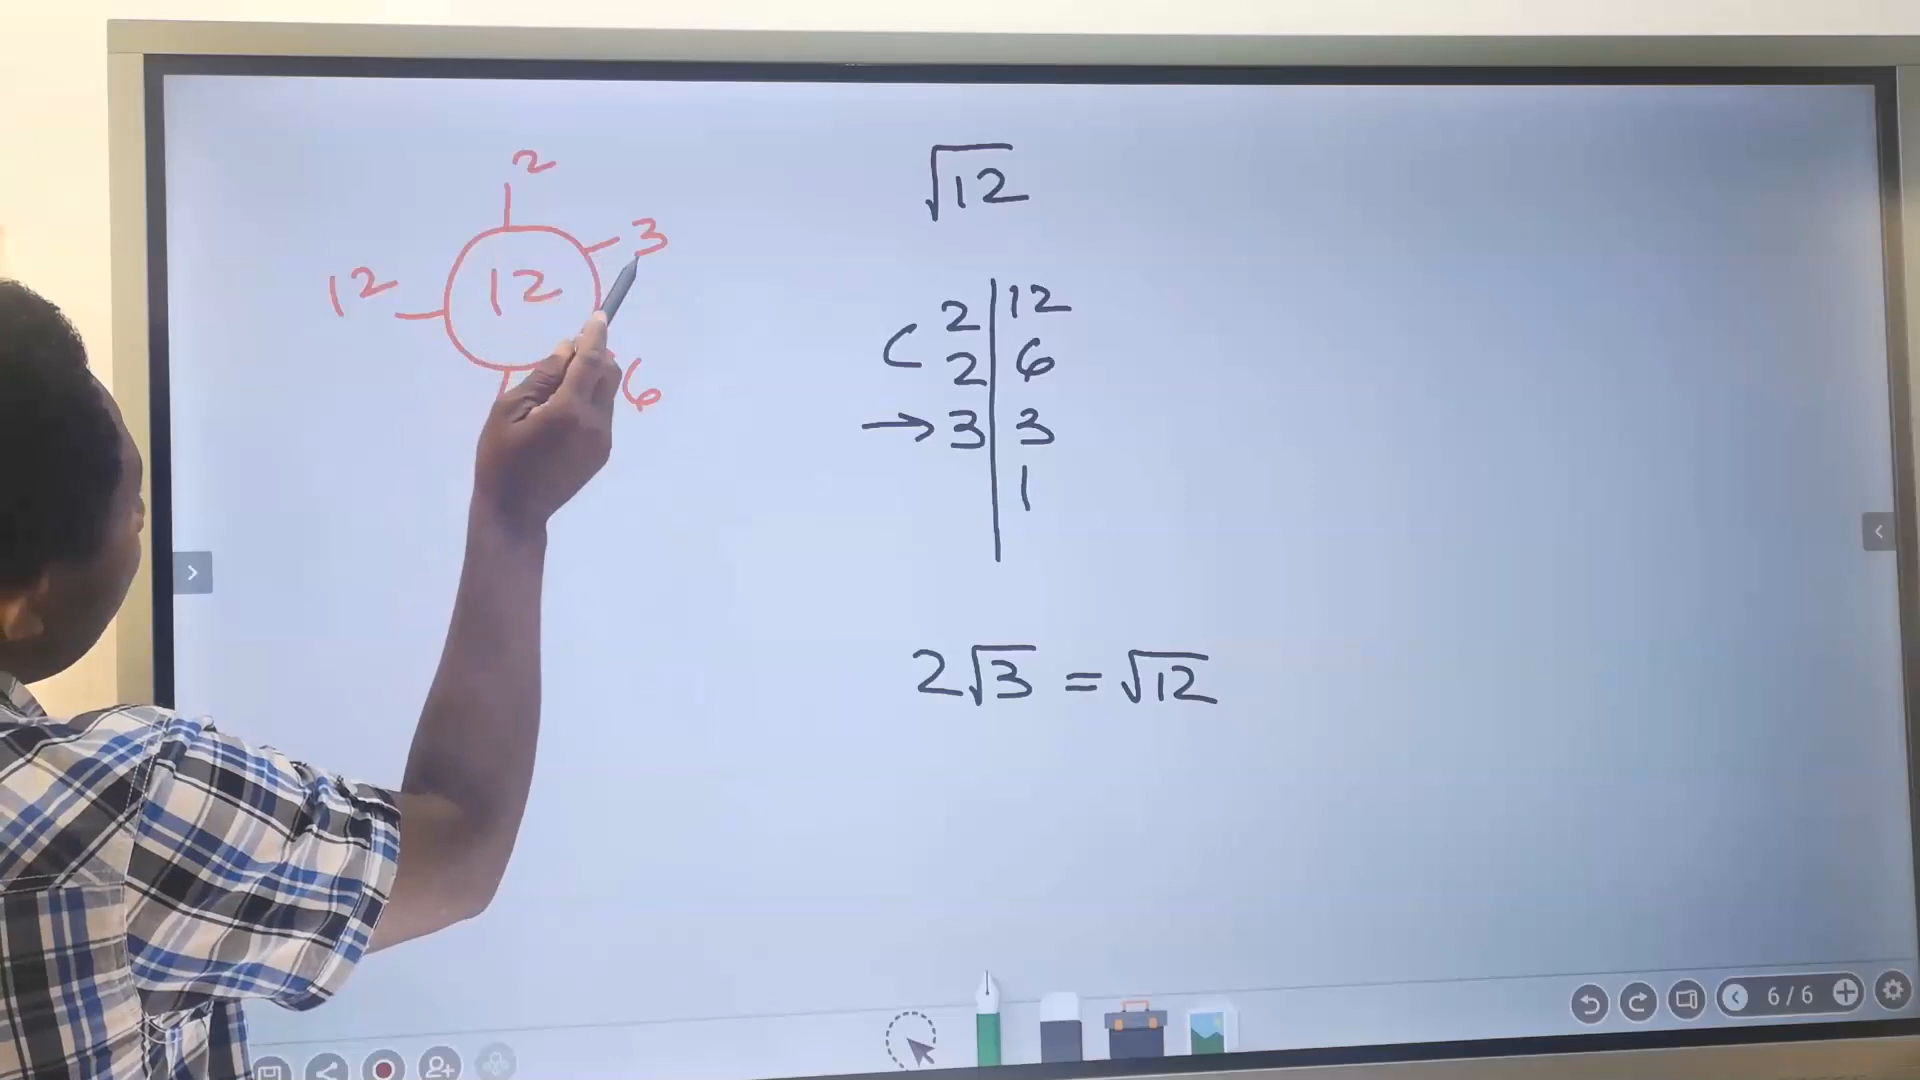 2
3
12
12
6
√12
2 | 12
2 | 6
→ 3 | 3
1
2√3 = √12
6/6